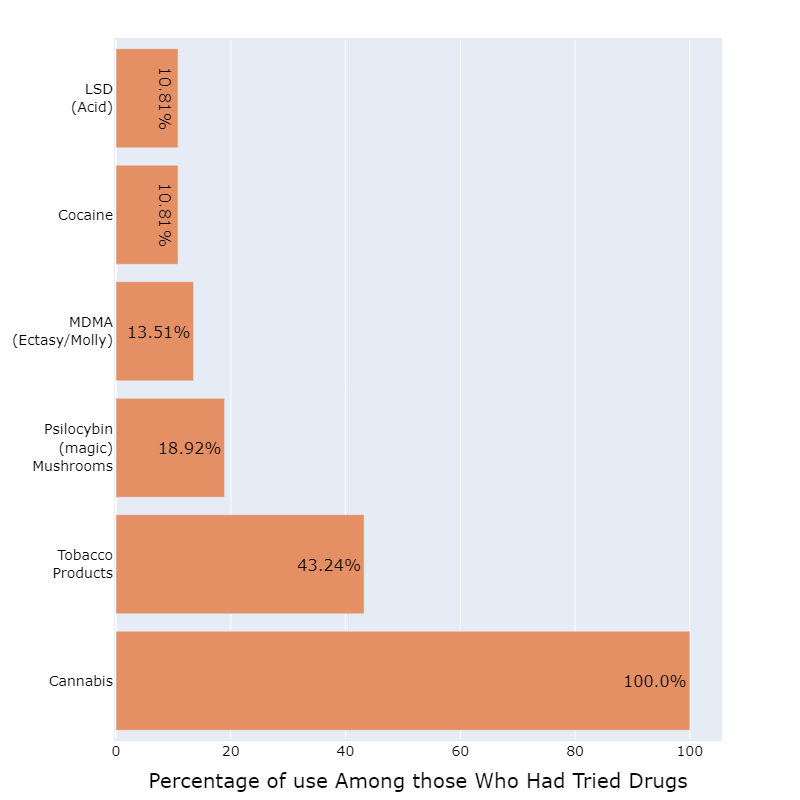 LSD
(Acid)
10.81%
Cocaine
10.81%
MDMA
(Ectasy/Molly)
13.51%
Psilocybin
(magic)
Mushrooms
18.92%
Tobacco
Products
43.24%
Cannabis
100.0%
0 20 40 60 80 100
Percentage of use Among those Who Had Tried Drugs